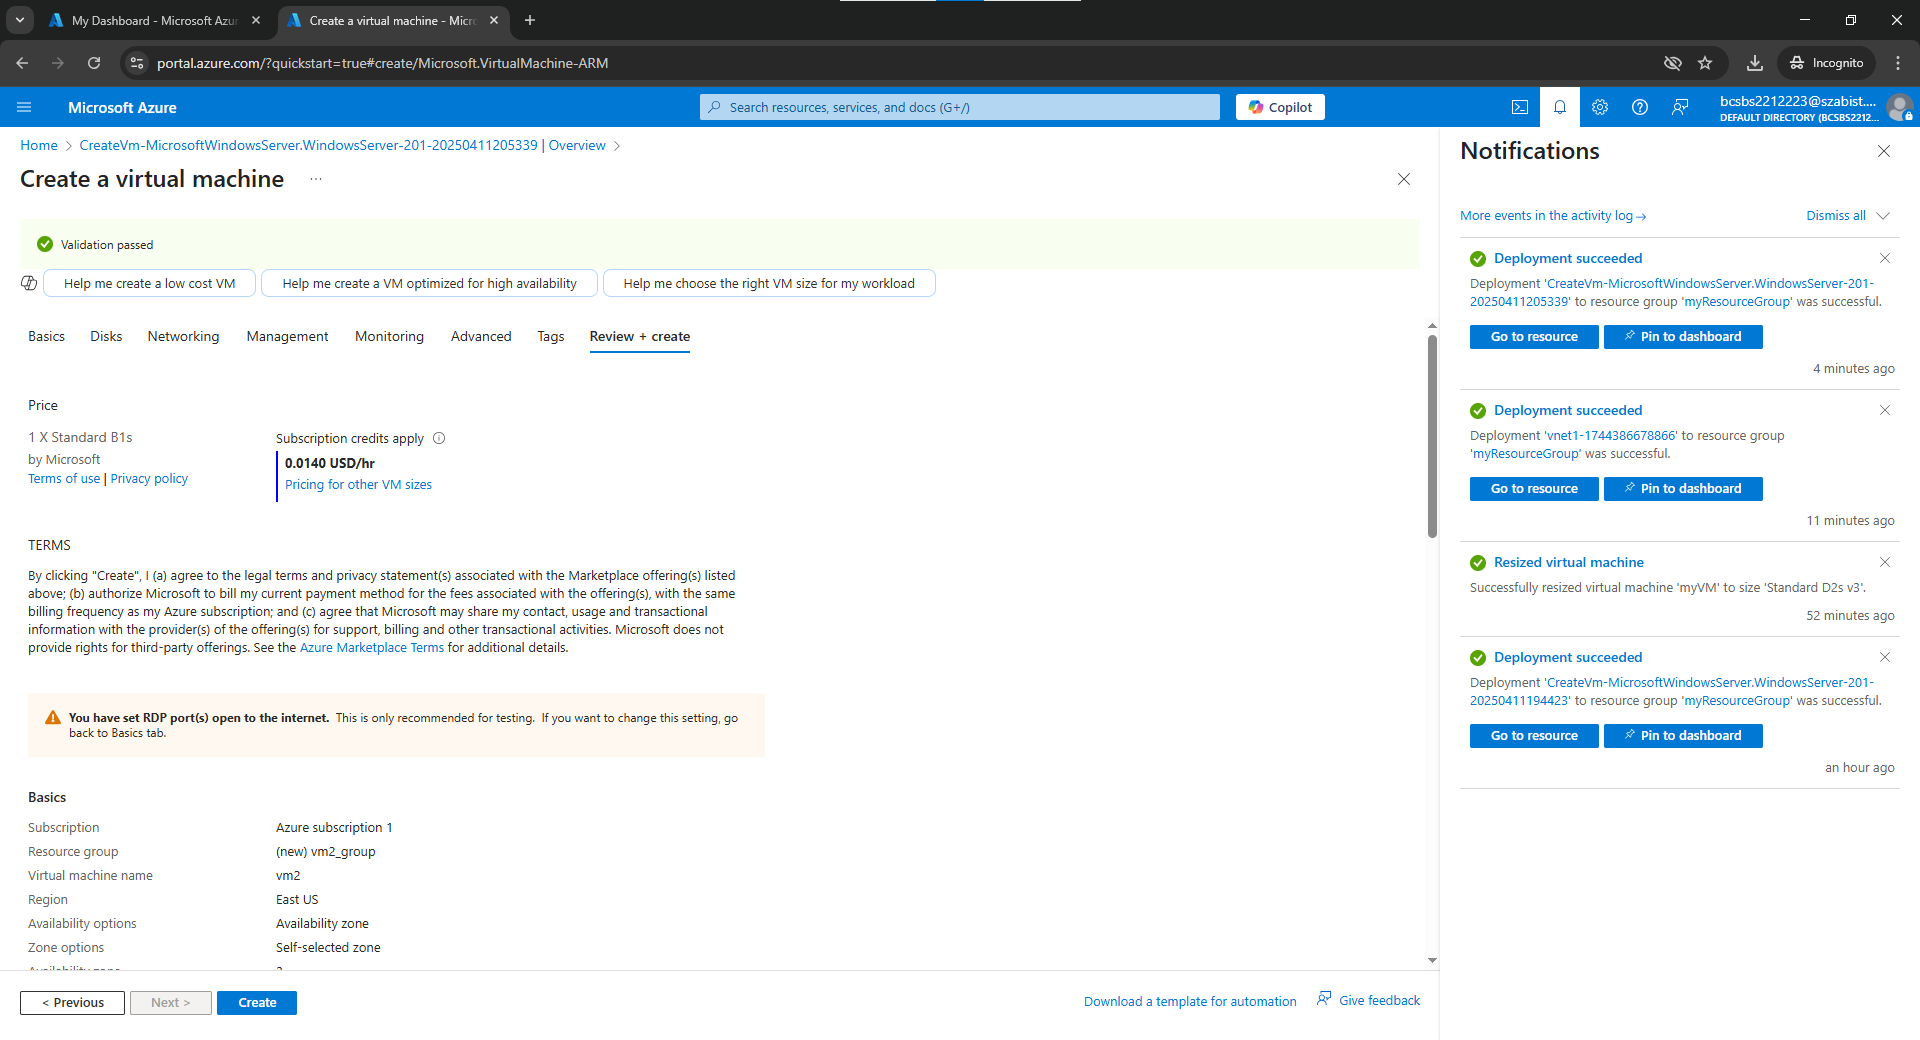 My Dashboard - Microsoft Azur
Create a virtual machine - Micro
portal.azure.com/?quickstart=true#create/Microsoft.VirtualMachine-ARM
Incognito
Microsoft Azure
Search resources, services, and docs (G+/)
Copilot
bcsbs2212223@szabist....
DEFAULT DIRECTORY (BCSBS2212...
Home
CreateVm-MicrosoftWindowsServer.WindowsServer-201-20250411205339 | Overview
Create a virtual machine
...
Validation passed
Help me create a low cost VM
Help me create a VM optimized for high availability
Help me choose the right VM size for my workload
Basics
Disks
Networking
Management
Monitoring
Advanced
Tags
Review + create
Price
1 X Standard B1s
by Microsoft
Terms of use | Privacy policy
Subscription credits apply
0.0140 USD/hr
Pricing for other VM sizes
TERMS
By clicking "Create", I (a) agree to the legal terms and privacy statement(s) associated with the Marketplace offering(s) listed
above; (b) authorize Microsoft to bill my current payment method for the fees associated with the offering(s), with the same
billing frequency as my Azure subscription; and (c) agree that Microsoft may share my contact, usage and transactional
information with the provider(s) of the offering(s) for support, billing and other transactional activities. Microsoft does not
provide rights for third-party offerings. See the Azure Marketplace Terms for additional details.
You have set RDP port(s) open to the internet. This is only recommended for testing. If you want to change this setting, go
back to Basics tab.
Basics
Subscription Azure subscription 1
Resource group (new) vm2_group
Virtual machine name vm2
Region East US
Availability options Availability zone
Zone options Self-selected zone
< Previous
Next >
Create
Download a template for automation
Give feedback
Notifications
More events in the activity log→
Dismiss all
Deployment succeeded
Deployment 'CreateVm-MicrosoftWindowsServer.WindowsServer-201-
20250411205339' to resource group 'myResourceGroup' was successful.
Go to resource
Pin to dashboard
4 minutes ago
Deployment succeeded
Deployment 'vnet1-1744386678866' to resource group
'myResourceGroup' was successful.
Go to resource
Pin to dashboard
11 minutes ago
Resized virtual machine
Successfully resized virtual machine 'myVM' to size 'Standard D2s v3'.
52 minutes ago
Deployment succeeded
Deployment 'CreateVm-MicrosoftWindowsServer.WindowsServer-201-
20250411194423' to resource group 'myResourceGroup' was successful.
Go to resource
Pin to dashboard
an hour ago